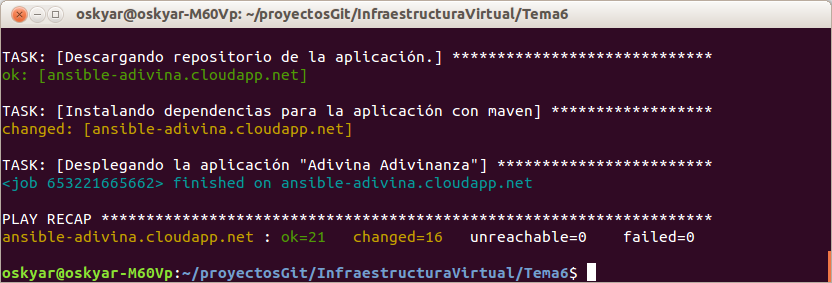 oskyar@oskyar-M60Vp: ~/proyectosGit/InfraestructuraVirtual/Tema6
TASK: [Descargando repositorio de la aplicación.] *****************************
ok: [ansible-adivina.cloudapp.net]
TASK: [Instalando dependencias para la aplicación con maven] ******************
changed: [ansible-adivina.cloudapp.net]
TASK: [Desplegando la aplicación "Adivina Adivinanza"] ************************
<job 653221665662> finished on ansible-adivina.cloudapp.net
PLAY RECAP ********************************************************************
ansible-adivina.cloudapp.net : ok=21   changed=16   unreachable=0    failed=0
oskyar@oskyar-M60Vp:~/proyectosGit/InfraestructuraVirtual/Tema6$